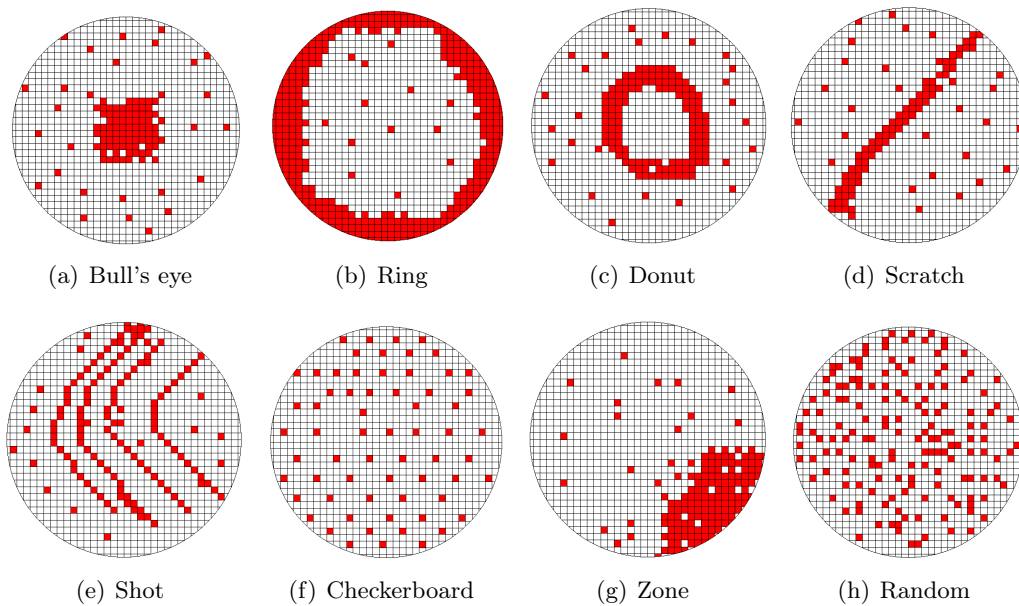 (a) Bull's eye
(b) Ring
(c) Donut
(d) Scratch
(e) Shot
(f) Checkerboard
(g) Zone
(h) Random